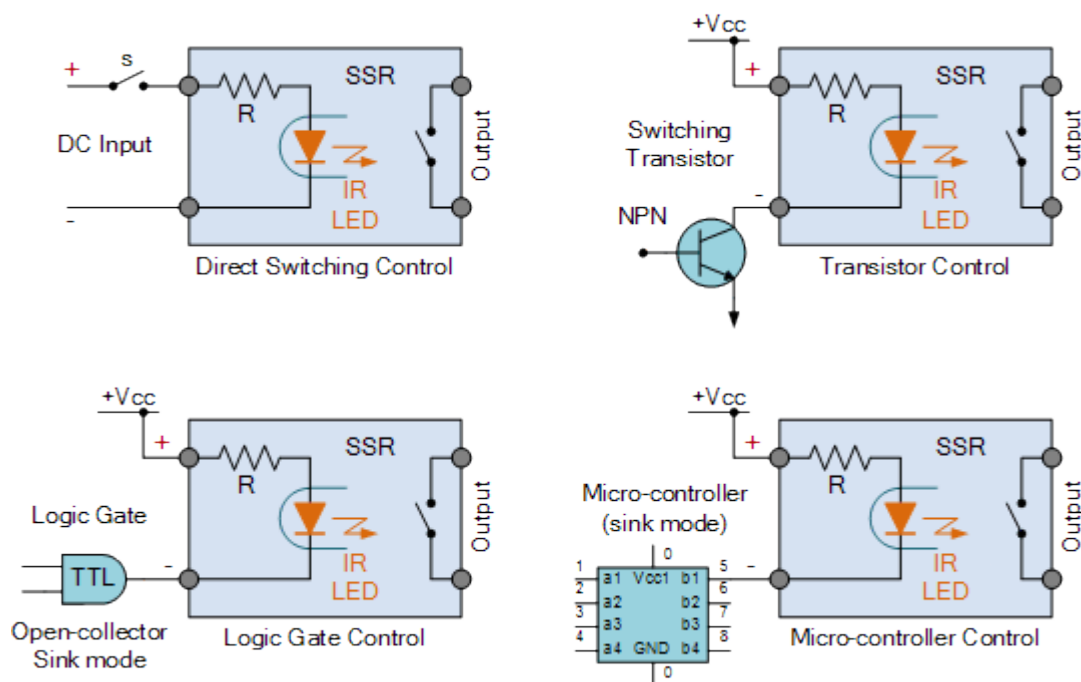 +Vcc
+
S
SSR
R
DC Input
IR
LED
-
Output
Direct Switching Control
+
SSR
R
Switching
Transistor
NPN
-
IR
LED
Output
Transistor Control
+Vcc
+
SSR
R
Logic Gate
TTL
-
IR
LED
Output
Open-collector
Sink mode
Logic Gate Control
+Vcc
+
SSR
R
Micro-controller
(sink mode)
0
1 a1 Vcc1 b1 5
2 a2 b2 6
3 a3 b3 7
4 a4 GND b4 8
0
-
IR
LED
Output
Micro-controller Control